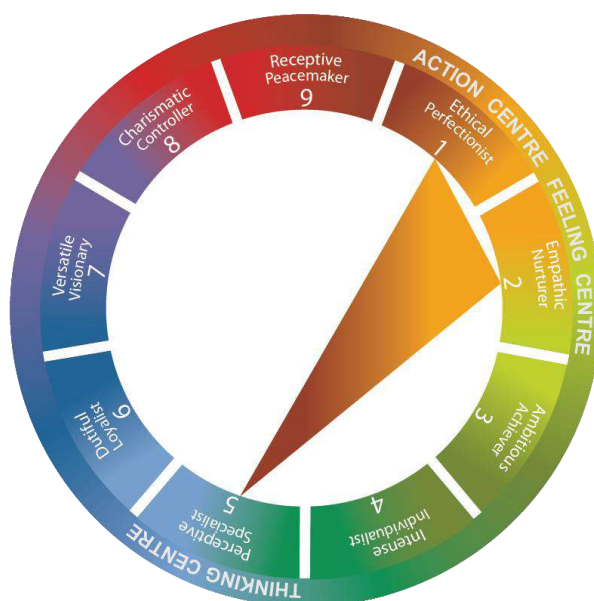 ACTION CENTRE
FEELING CENTRE
THINKING CENTRE
Receptive
Peacemaker
9
Ethical
Perfectionist
1
Empathic
Nurturer
2
Ambitious
Achiever
3
Intense
Individualist
4
Perceptive
Specialist
5
Dutiful
Loyalist
6
Versatile
Visionary
7
Charismatic
Controller
8